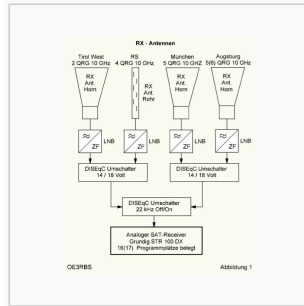 RX - Antennen
Tirol West RS München Augsburg
2 QRG 10 GHz 4 QRG 10 GHz 5 QRG 10 GHZ 5(6) QRG 10 GHz
RX RX RX RX
Ant. Ant. Ant. Ant.
Horn Rohr Horn Horn
≈ LNB ≈ LNB ≈ LNB ≈ LNB
ZF ZF ZF ZF
DISEqC Umschalter DISEqC Umschalter
14 / 18 Volt 14 / 18 Volt
DISEqC Umschalter
22 kHz Off/On
Analoger SAT-Receiver
Grundig STR 100 DX
16(17) Programmplätze belegt
OE3RBS Abbildung 1